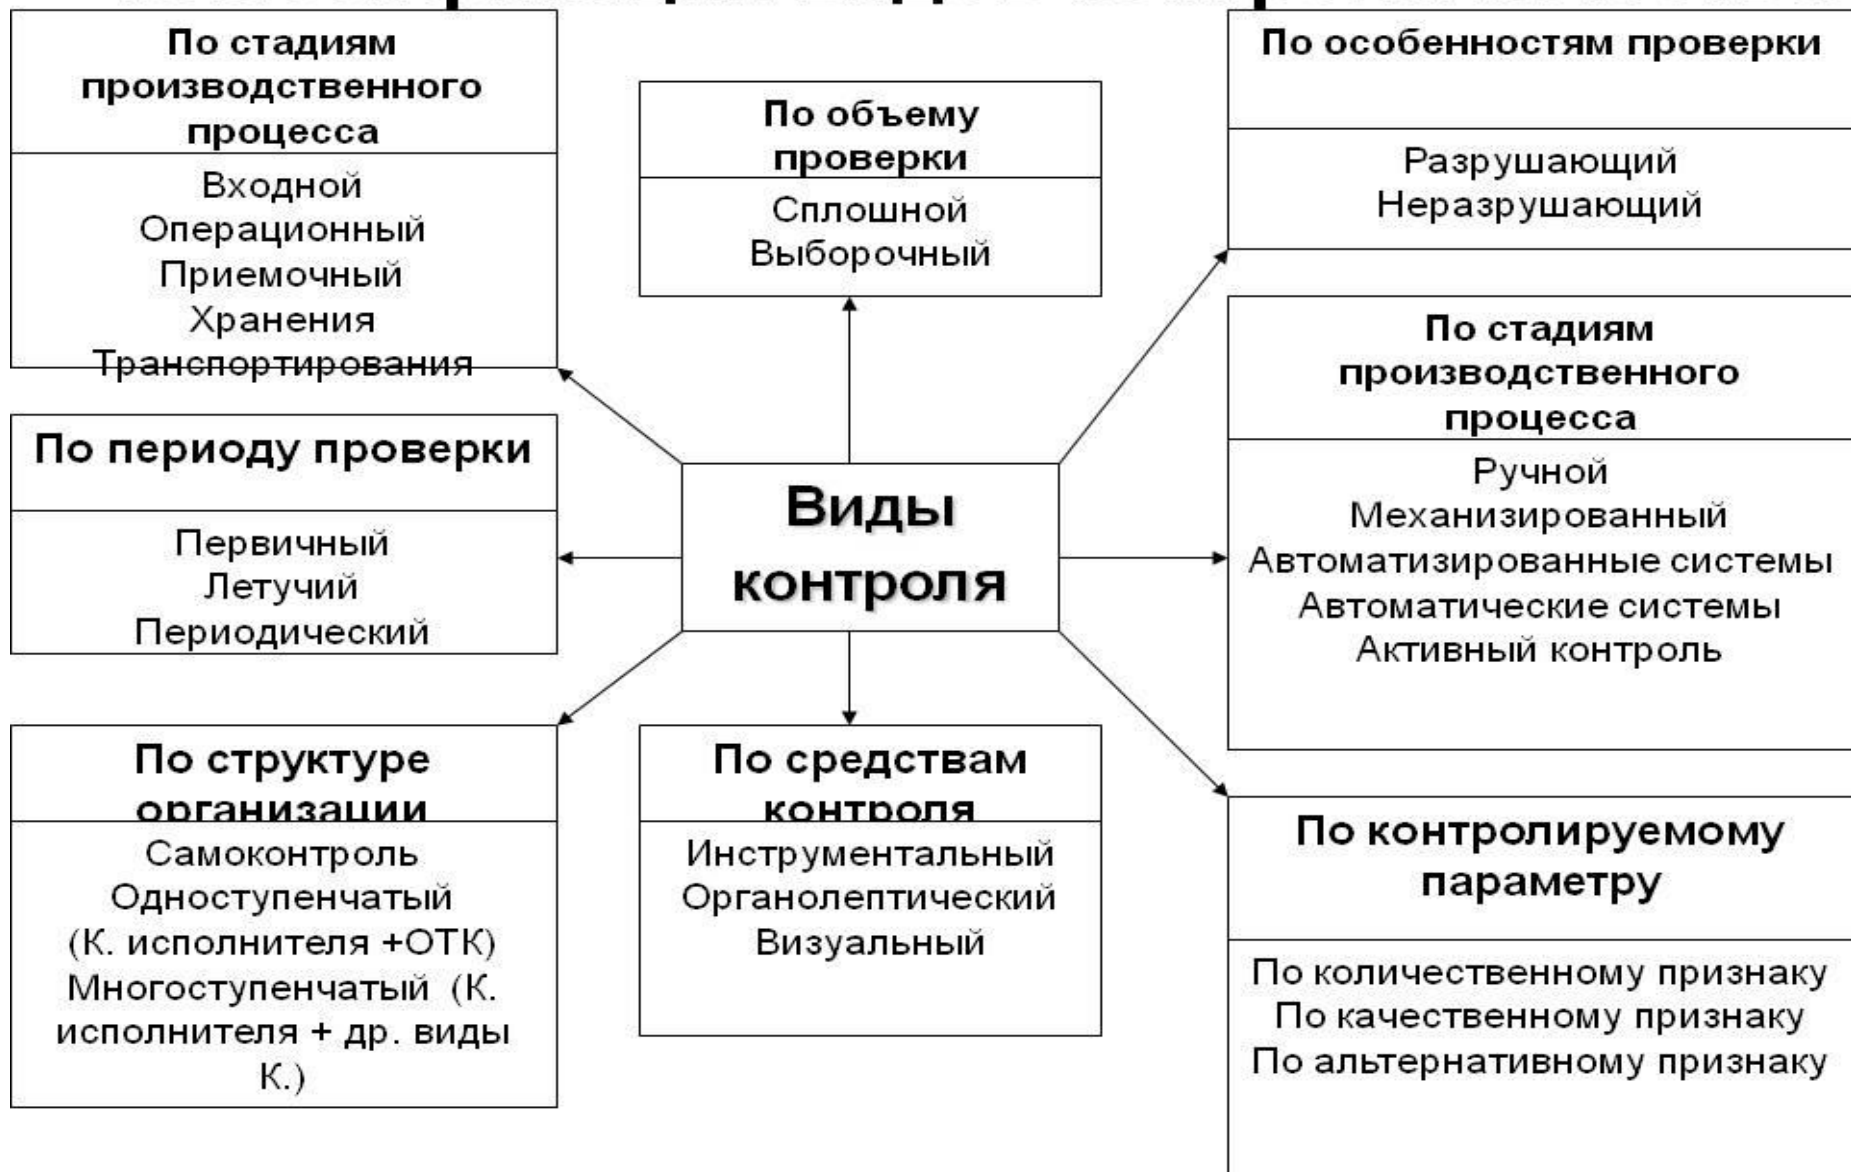 По стадиям
производственного
процесса
Входной
Операционный
Приемочный
Хранения
Транспортирования
По объему
проверки
Сплошной
Выборочный
По особенностям проверки
Разрушающий
Неразрушающий
По периоду проверки
Первичный
Летучий
Периодический
Виды
контроля
По стадиям
производственного
процесса
Ручной
Механизированный
Автоматизированные системы
Автоматические системы
Активный контроль
По структуре
организации
Самоконтроль
Одноступенчатый
(К. исполнителя +ОТК)
Многоступенчатый (К.
исполнителя + др. виды
К.)
По средствам
контроля
Инструментальный
Органолептический
Визуальный
По контролируемому
параметру
По количественному признаку
По качественному признаку
По альтернативному признаку